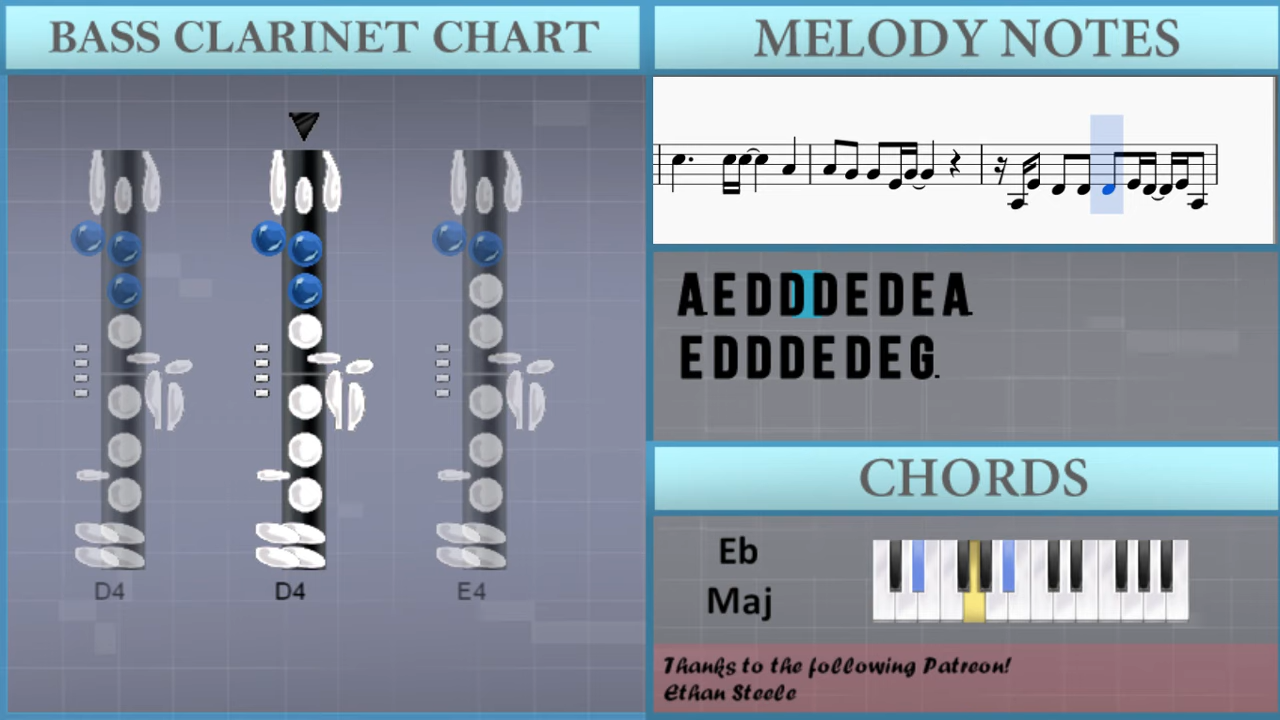 BASS CLARINET CHART
D4 D4 E4
MELODY NOTES
AEDDDEDEA
EDDDEDEG.
CHORDS
Eb
Maj
Thanks to the following Patreon!
Ethan Steele